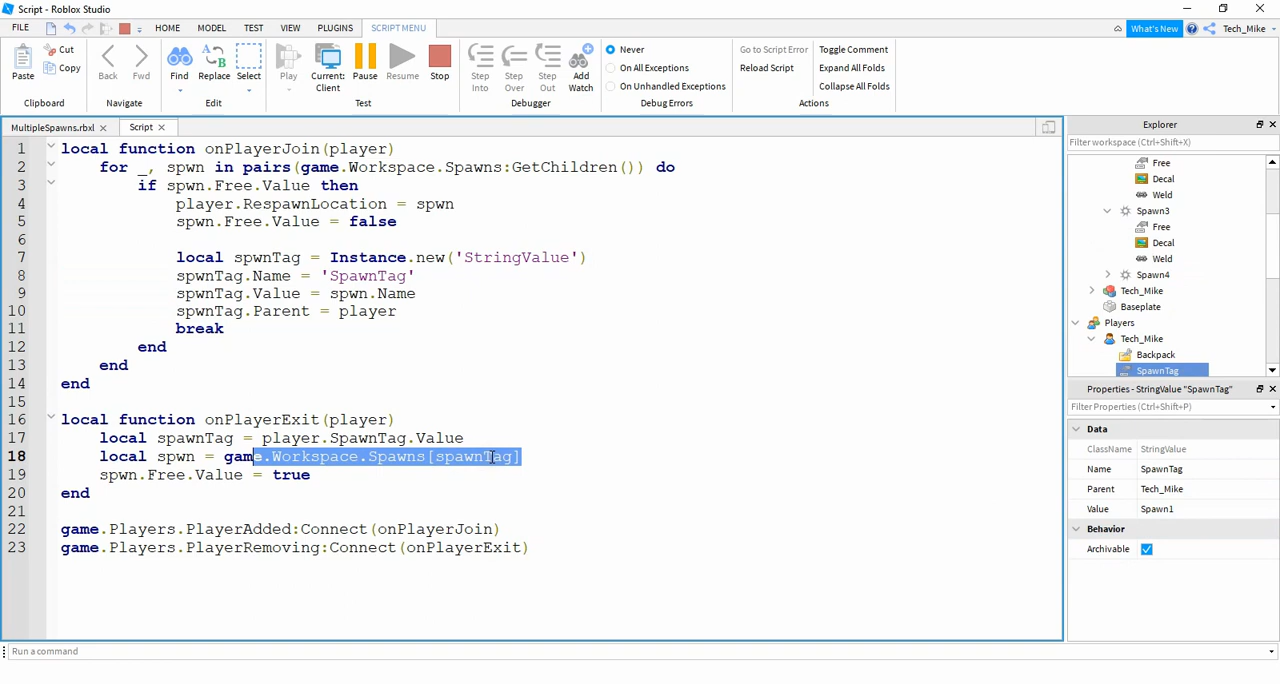 Script - Roblox Studio
FILE HOME MODEL TEST VIEW PLUGINS SCRIPT MENU What's New Tech_Mike
Paste Cut Copy Back Fwd Find Replace Select Play Current: Client Pause Resume Stop Step Into Step Over Step Out Add Watch
Never Go to Script Error Toggle Comment
On All Exceptions Reload Script Expand All Folds
On Unhandled Exceptions Collapse All Folds
Clipboard Navigate Edit Test Debugger Debug Errors Actions
MultipleSpawns.rbxl Script
1 local function onPlayerJoin(player)
2 for _, spwn in pairs(game.Workspace.Spawns:GetChildren()) do
3 if spwn.Free.Value then
4 player.RespawnLocation = spwn
5 spwn.Free.Value = false
6
7 local spwnTag = Instance.new('StringValue')
8 spwnTag.Name = 'SpawnTag'
9 spwnTag.Value = spwn.Name
10 spwnTag.Parent = player
11 break
12 end
13 end
14 end
15
16 local function onPlayerExit(player)
17 local spawnTag = player.SpawnTag.Value
18 local spwn = game.Workspace.Spawns[spawnTag]
19 spwn.Free.Value = true
20 end
21
22 game.Players.PlayerAdded:Connect(onPlayerJoin)
23 game.Players.PlayerRemoving:Connect(onPlayerExit)
Explorer
Filter workspace (Ctrl+Shift+X)
Free
Decal
Weld
Spawn3
Free
Decal
Weld
Spawn4
Tech_Mike
Baseplate
Players
Tech_Mike
Backpack
SpawnTag
Properties - StringValue "SpawnTag"
Filter Properties (Ctrl+Shift+P)
Data
ClassName StringValue
Name SpawnTag
Parent Tech_Mike
Value Spawn1
Behavior
Archivable
Run a command